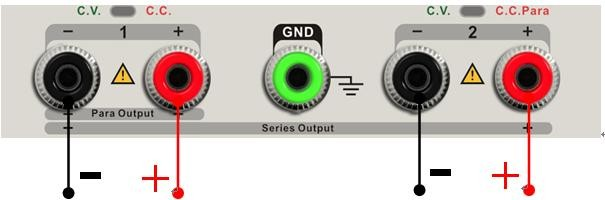 C.V. C.C. C.V. C.C.Para
− 1 + GND − 2 +
Para Output
− Series Output +
− + − +